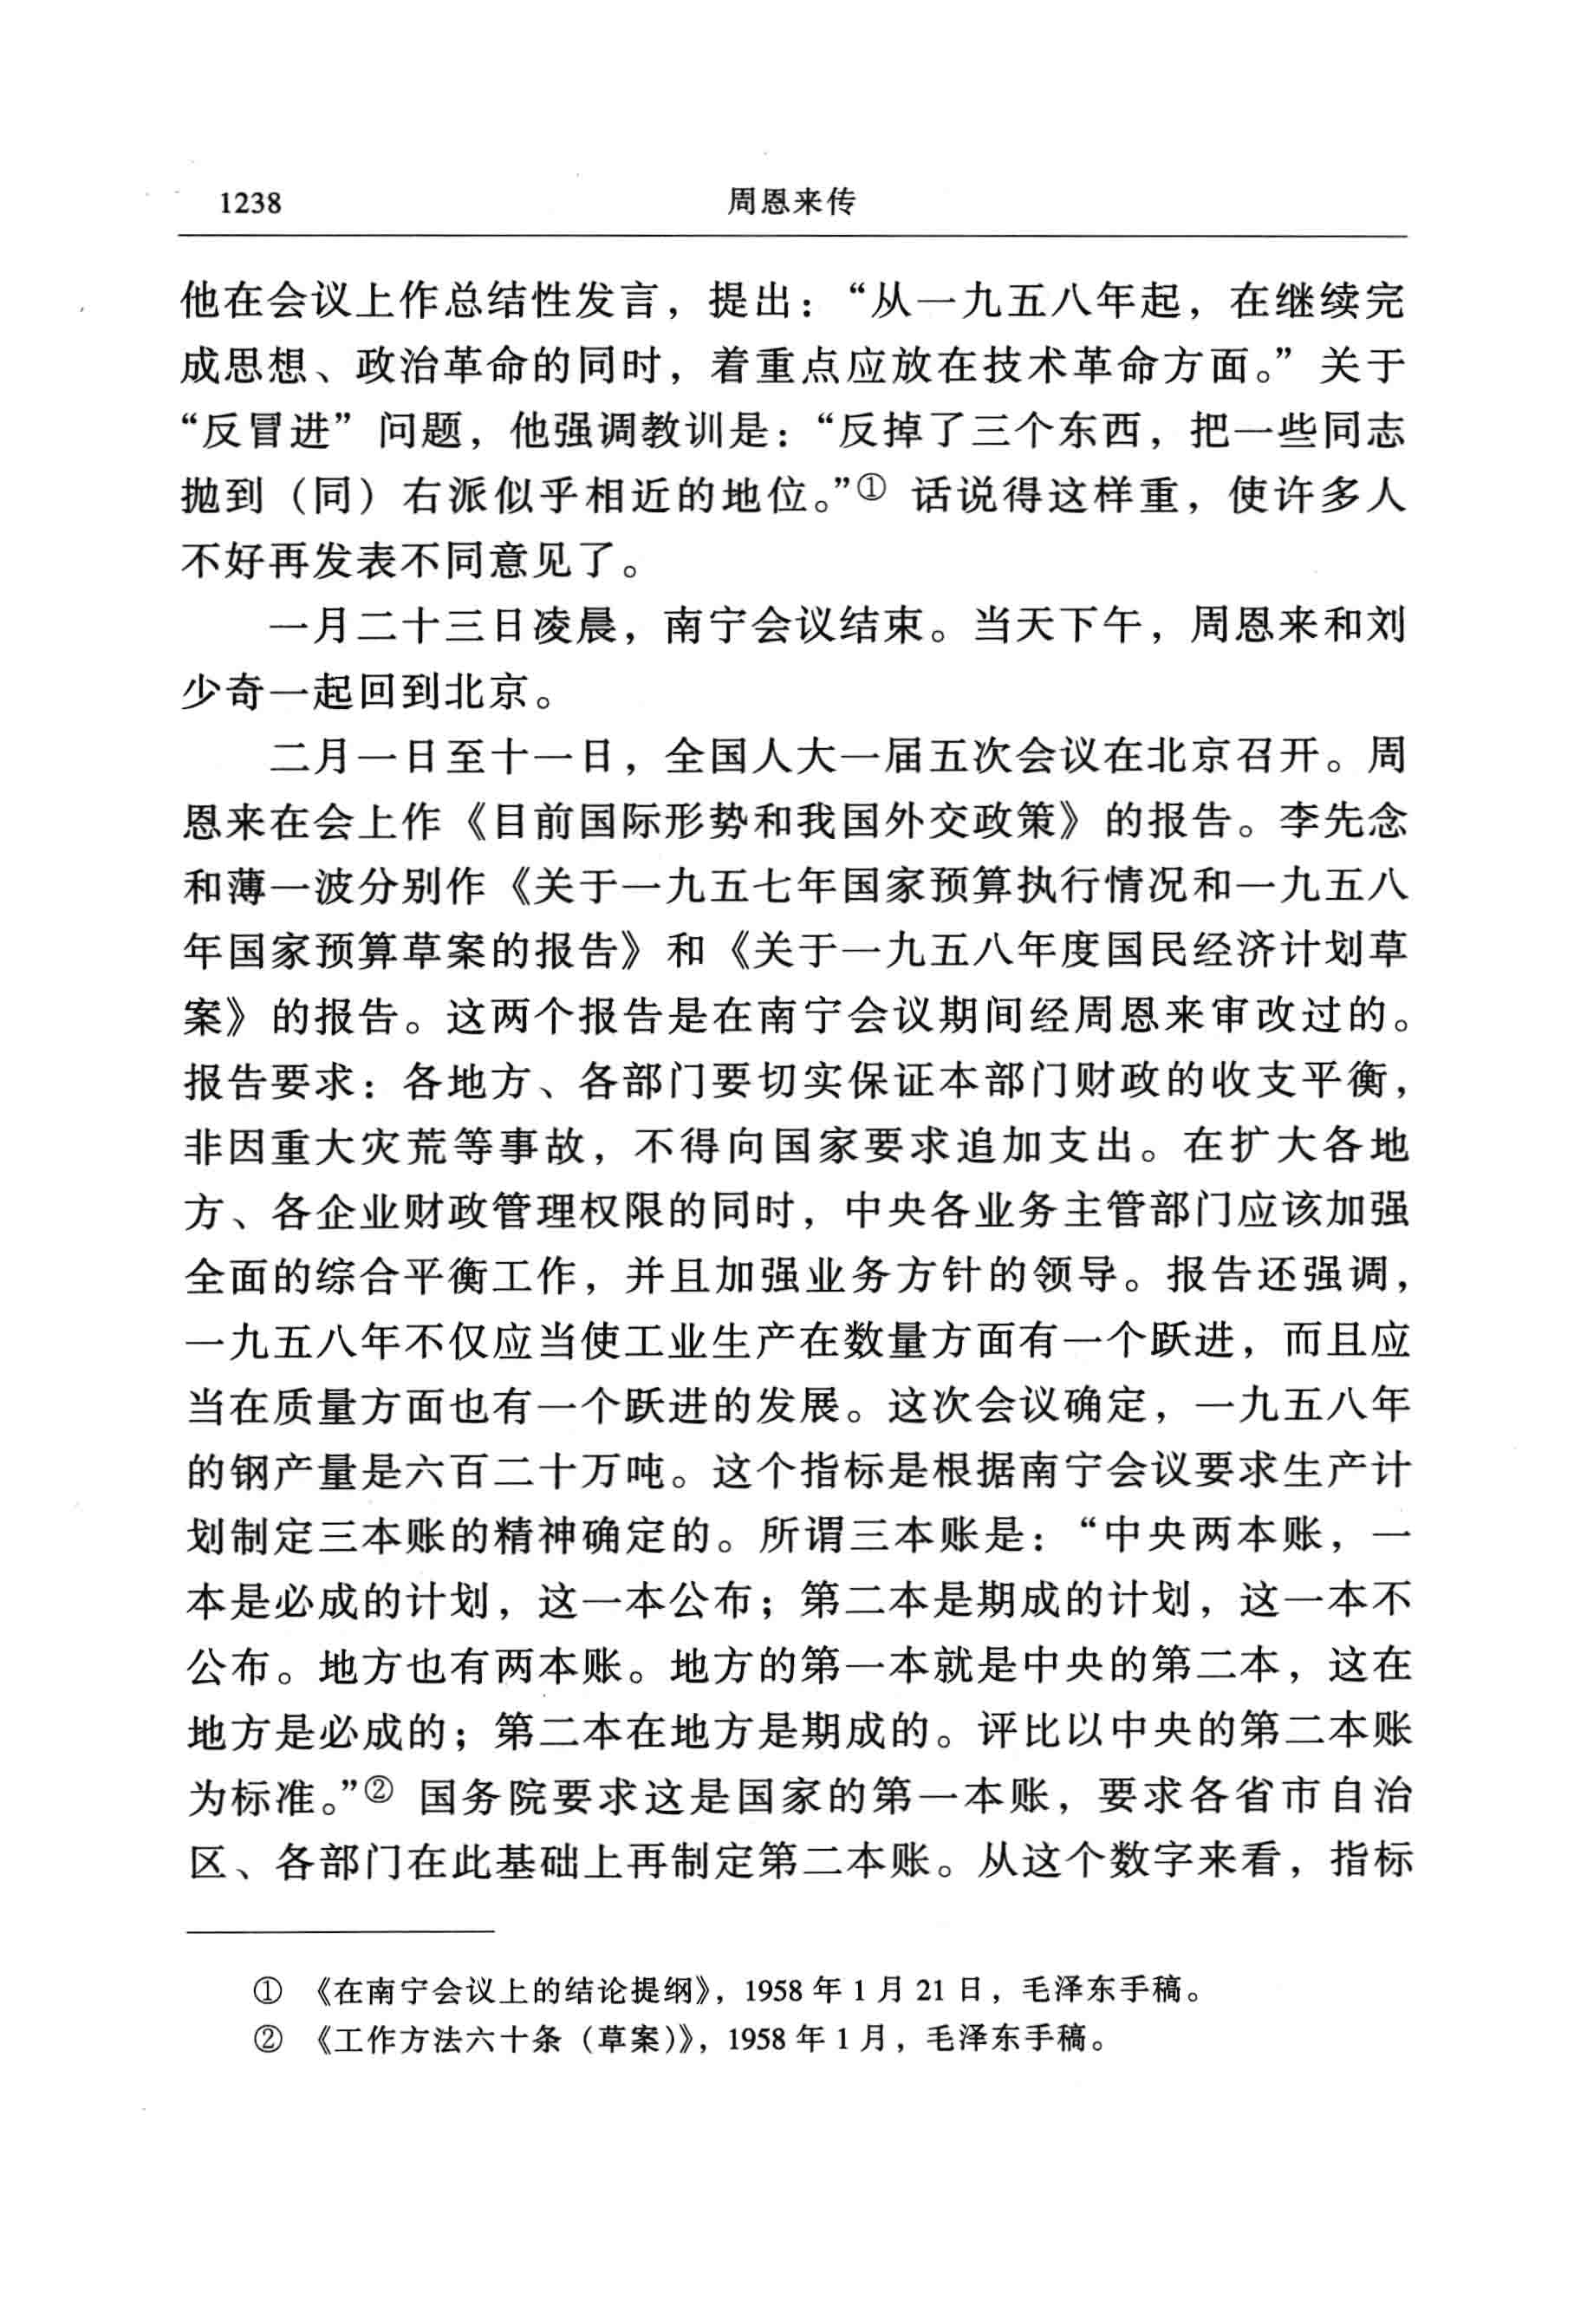 1238 周恩来传
他在会议上作总结性发言，提出：“从一九五八年起，在继续完
成思想、政治革命的同时，着重点应放在技术革命方面。”关于
“反冒进”问题，他强调教训是：“反掉了三个东西，把一些同志
抛到（同）右派似乎相近的地位。”① 话说得这样重，使许多人
不好再发表不同意见了。
一月二十三日凌晨，南宁会议结束。当天下午，周恩来和刘
少奇一起回到北京。
二月一日至十一日，全国人大一届五次会议在北京召开。周
恩来在会上作《目前国际形势和我国外交政策》的报告。李先念
和薄一波分别作《关于一九五七年国家预算执行情况和一九五八
年国家预算草案的报告》和《关于一九五八年度国民经济计划草
案》的报告。这两个报告是在南宁会议期间经周恩来审改过的。
报告要求：各地方、各部门要切实保证本部门财政的收支平衡，
非因重大灾荒等事故，不得向国家要求追加支出。在扩大各地
方、各企业财政管理权限的同时，中央各业务主管部门应该加强
全面的综合平衡工作，并且加强业务方针的领导。报告还强调，
一九五八年不仅应当使工业生产在数量方面有一个跃进，而且应
当在质量方面也有一个跃进的发展。这次会议确定，一九五八年
的钢产量是六百二十万吨。这个指标是根据南宁会议要求生产计
划制定三本账的精神确定的。所谓三本账是：“中央两本账，一
本是必成的计划，这一本公布；第二本是期成的计划，这一本不
公布。地方也有两本账。地方的第一本就是中央的第二本，这在
地方是必成的；第二本在地方是期成的。评比以中央的第二本账
为标准。”② 国务院要求这是国家的第一本账，要求各省市自治
区、各部门在此基础上再制定第二本账。从这个数字来看，指标
① 《在南宁会议上的结论提纲》，1958 年 1 月 21 日，毛泽东手稿。
② 《工作方法六十条（草案）》，1958 年 1 月，毛泽东手稿。